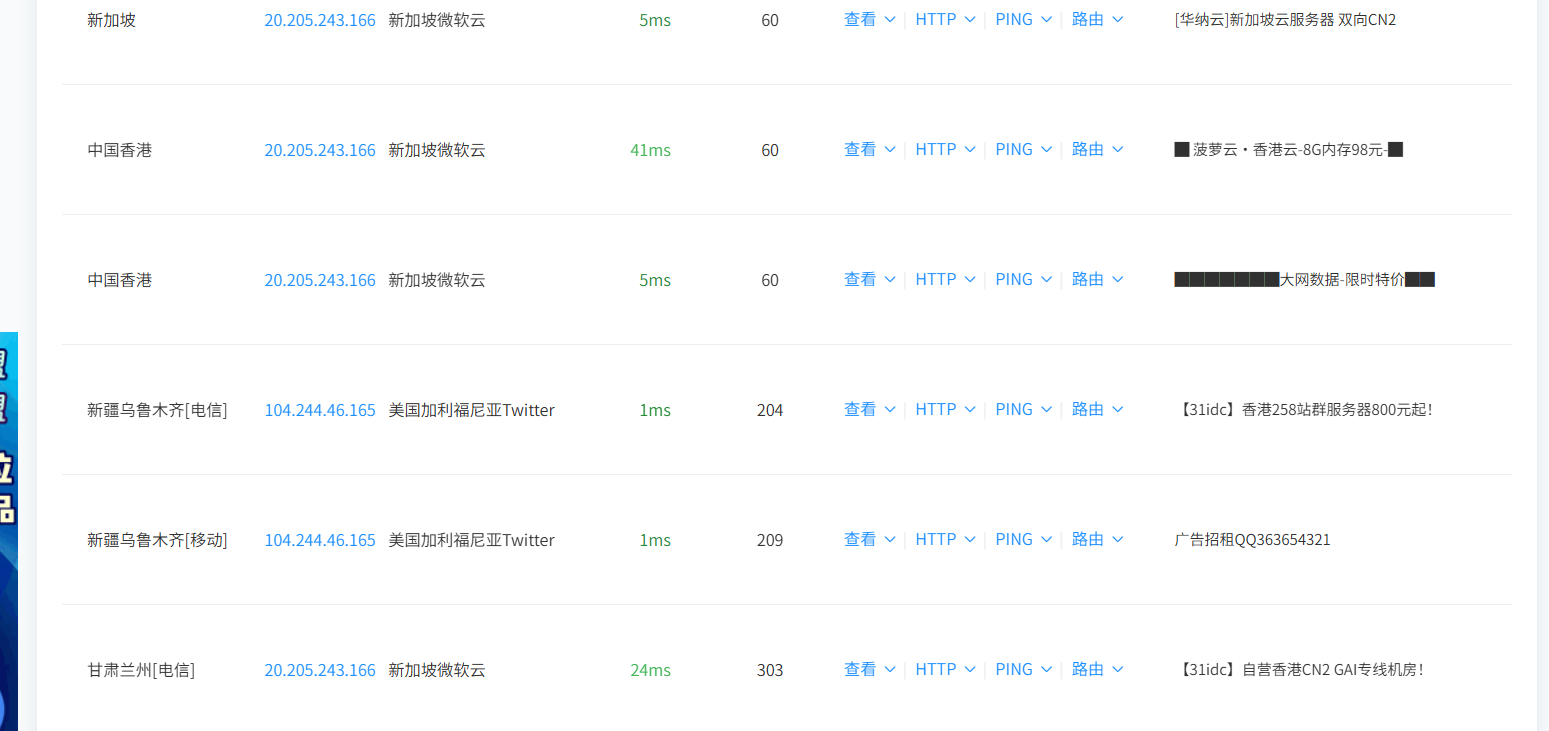 新加坡 20.205.243.166 新加坡微软云 5ms 60 查看 HTTP PING 路由 [华纳云]新加坡云服务器 双向CN2
中国香港 20.205.243.166 新加坡微软云 41ms 60 查看 HTTP PING 路由 █ 菠萝云·香港云-8G内存98元-█
中国香港 20.205.243.166 新加坡微软云 5ms 60 查看 HTTP PING 路由 ███████大网数据-限时特价██
新疆乌鲁木齐[电信] 104.244.46.165 美国加利福尼亚Twitter 1ms 204 查看 HTTP PING 路由 【31idc】香港258站群服务器800元起!
新疆乌鲁木齐[移动] 104.244.46.165 美国加利福尼亚Twitter 1ms 209 查看 HTTP PING 路由 广告招租QQ363654321
甘肃兰州[电信] 20.205.243.166 新加坡微软云 24ms 303 查看 HTTP PING 路由 【31idc】自营香港CN2 GAI专线机房!
盟
盟
位
品